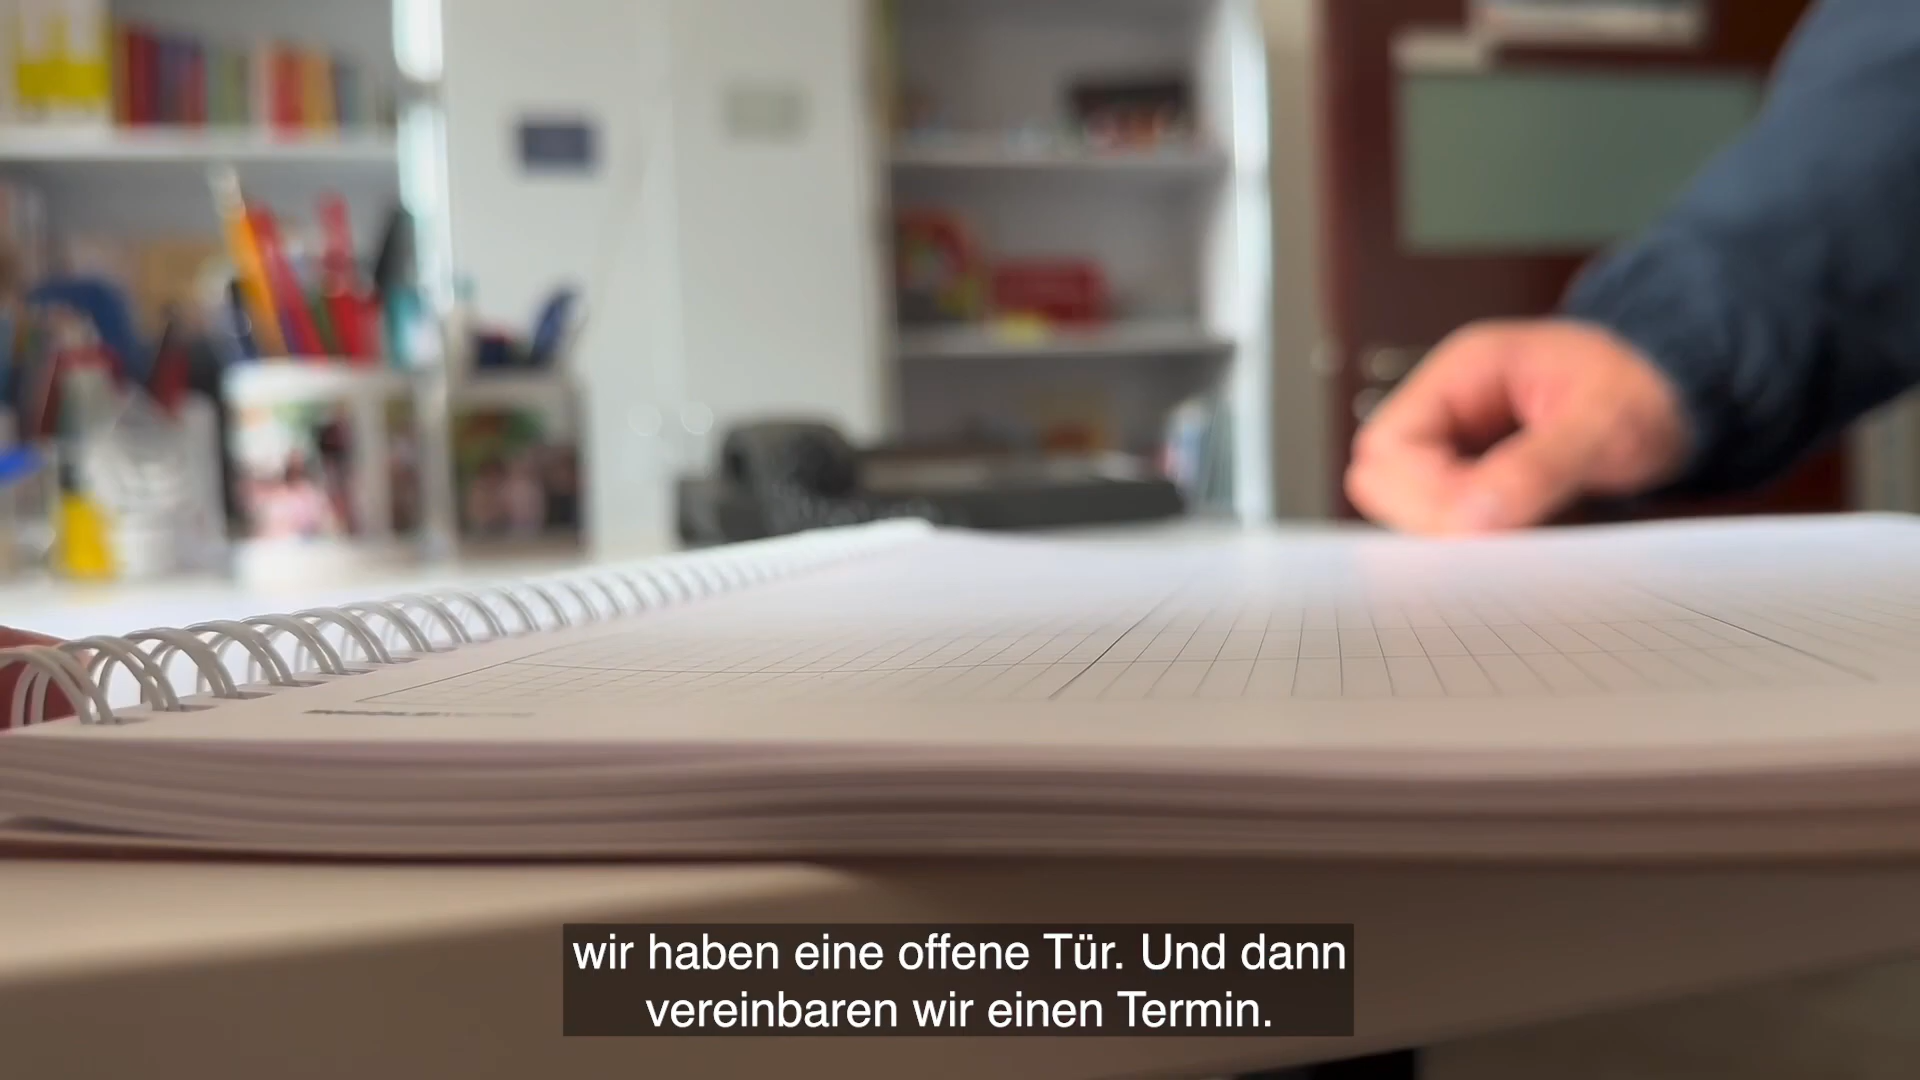 wir haben eine offene Tür. Und dann
vereinbaren wir einen Termin.